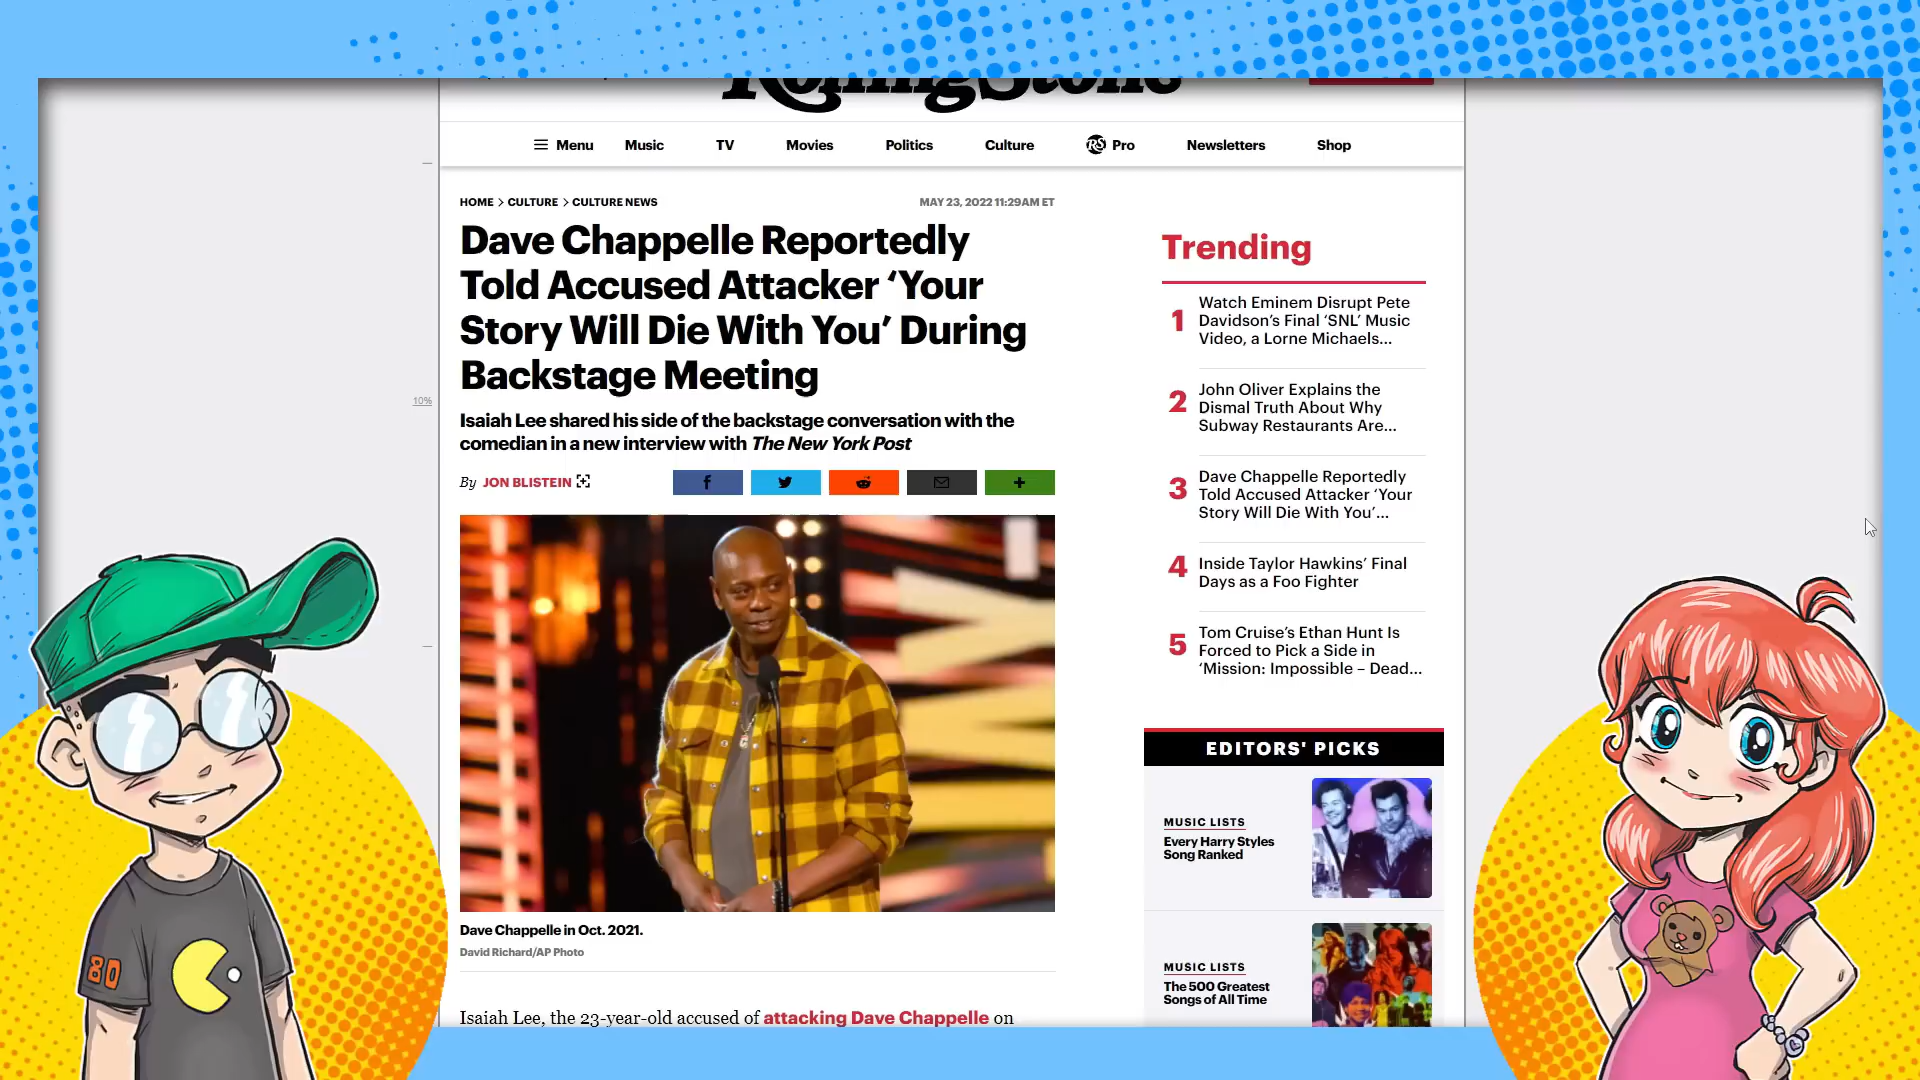 Rolling Stone
Menu Music TV Movies Politics Culture RS Pro Newsletters Shop
HOME > CULTURE > CULTURE NEWS
MAY 23, 2022 11:29AM ET
Dave Chappelle Reportedly
Told Accused Attacker ‘Your
Story Will Die With You’ During
Backstage Meeting
Isaiah Lee shared his side of the backstage conversation with the
comedian in a new interview with The New York Post
By JON BLISTEIN
10%
Dave Chappelle in Oct. 2021.
David Richard/AP Photo
Isaiah Lee, the 23-year-old accused of attacking Dave Chappelle on
Trending
1
Watch Eminem Disrupt Pete
Davidson’s Final ‘SNL’ Music
Video, a Lorne Michaels...
2
John Oliver Explains the
Dismal Truth About Why
Subway Restaurants Are...
3
Dave Chappelle Reportedly
Told Accused Attacker ‘Your
Story Will Die With You’...
4
Inside Taylor Hawkins’ Final
Days as a Foo Fighter
5
Tom Cruise’s Ethan Hunt Is
Forced to Pick a Side in
‘Mission: Impossible – Dead...
EDITORS' PICKS
MUSIC LISTS
Every Harry Styles
Song Ranked
MUSIC LISTS
The 500 Greatest
Songs of All Time
80